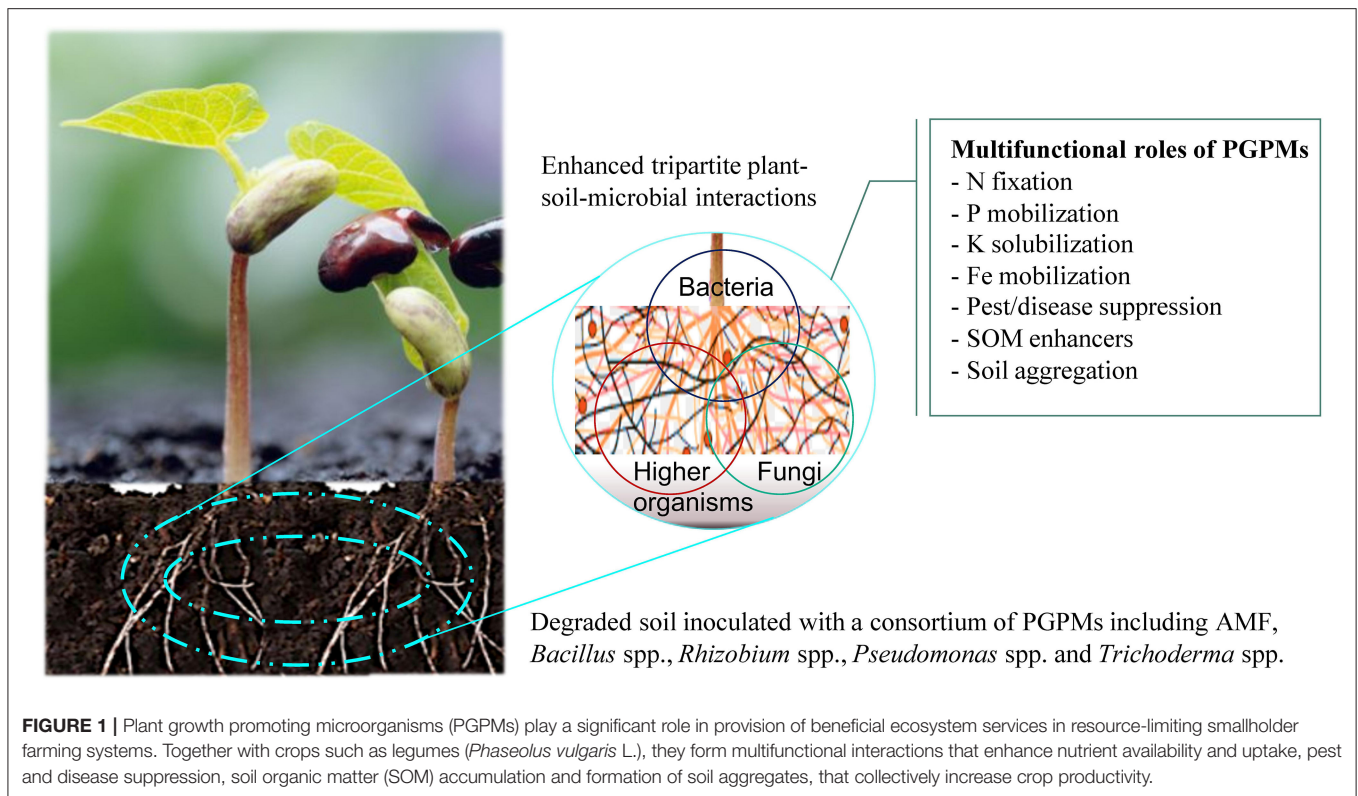 Enhanced tripartite plant-
soil-microbial interactions
Bacteria
Higher
organisms
Fungi
Multifunctional roles of PGPMs
- N fixation
- P mobilization
- K solubilization
- Fe mobilization
- Pest/disease suppression
- SOM enhancers
- Soil aggregation
Degraded soil inoculated with a consortium of PGPMs including AMF,
Bacillus spp., Rhizobium spp., Pseudomonas spp. and Trichoderma spp.
FIGURE 1 | Plant growth promoting microorganisms (PGPMs) play a significant role in provision of beneficial ecosystem services in resource-limiting smallholder
farming systems. Together with crops such as legumes (Phaseolus vulgaris L.), they form multifunctional interactions that enhance nutrient availability and uptake, pest
and disease suppression, soil organic matter (SOM) accumulation and formation of soil aggregates, that collectively increase crop productivity.